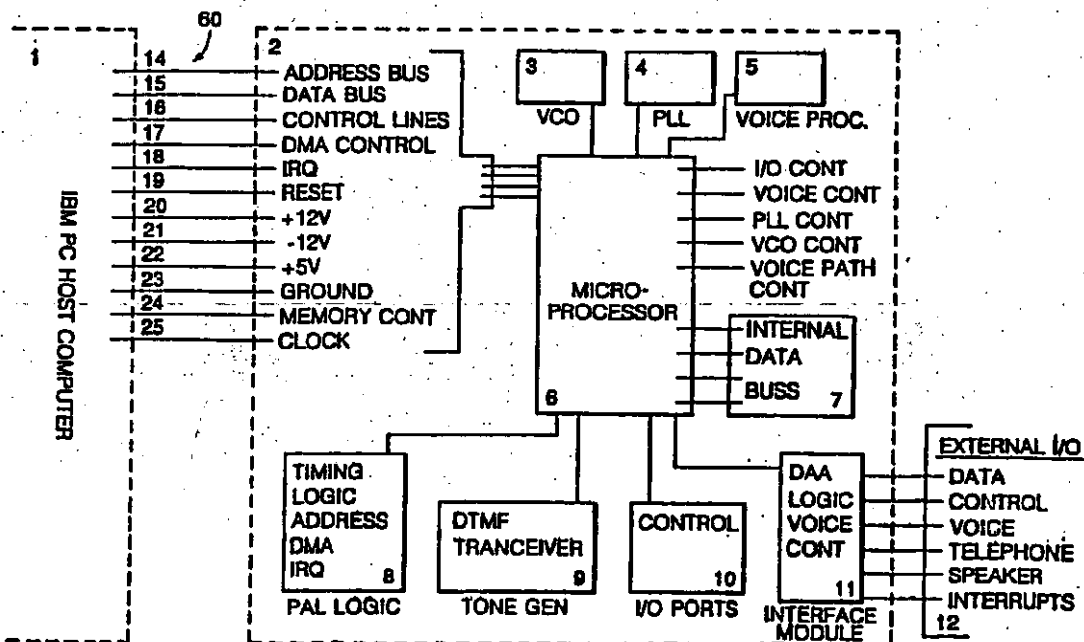 60
1
IBM PC HOST COMPUTER
14
15
16
17
18
19
20
21
22
23
24
25
2
ADDRESS BUS
DATA BUS
CONTROL LINES
DMA CONTROL
IRQ
RESET
+12V
-12V
+5V
GROUND
MEMORY CONT
CLOCK
3
VCO
4
PLL
5
VOICE PROC.
MICRO-
PROCESSOR
6
I/O CONT
VOICE CONT
PLL CONT
VCO CONT
VOICE PATH
CONT
INTERNAL
DATA
BUSS
7
TIMING
LOGIC
ADDRESS
DMA
IRQ
8
PAL LOGIC
DTMF
TRANCEIVER
9
TONE GEN
CONTROL
10
I/O PORTS
DAA
LOGIC
VOICE
CONT
11
INTERFACE
MODULE
EXTERNAL I/O
DATA
CONTROL
VOICE
TELEPHONE
SPEAKER
INTERRUPTS
12